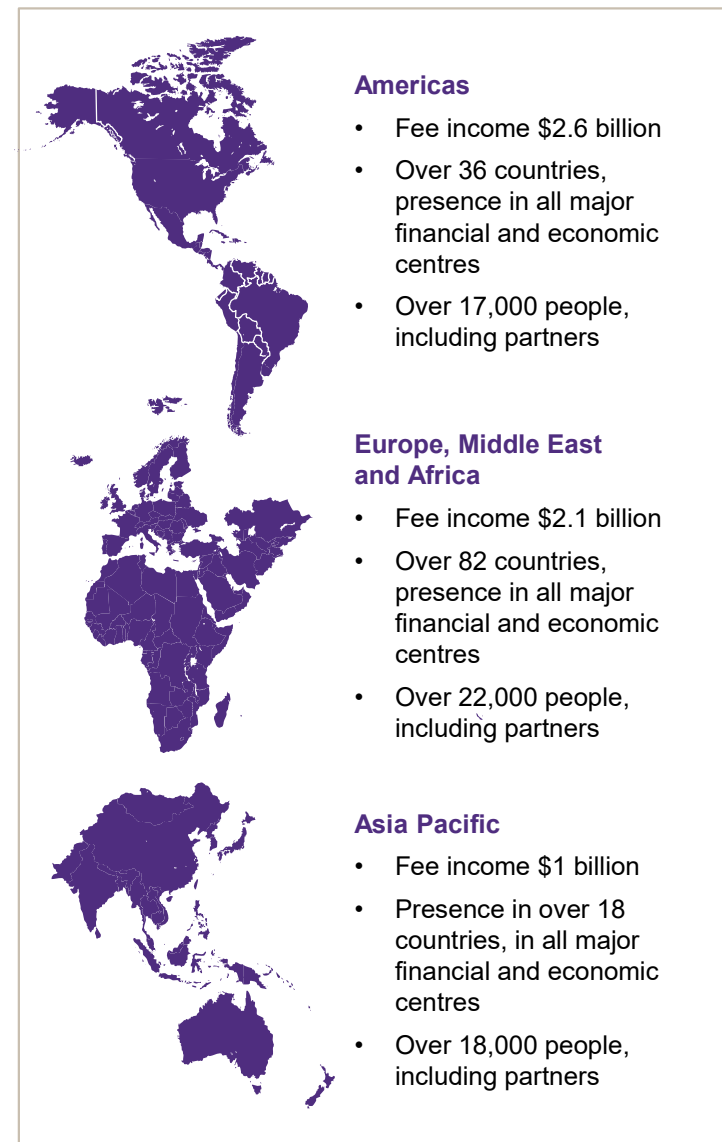 Americas
• Fee income $2.6 billion
• Over 36 countries,
presence in all major
financial and economic
centres
• Over 17,000 people,
including partners
Europe, Middle East
and Africa
• Fee income $2.1 billion
• Over 82 countries,
presence in all major
financial and economic
centres
• Over 22,000 people,
including partners
Asia Pacific
• Fee income $1 billion
• Presence in over 18
countries, in all major
financial and economic
centres
• Over 18,000 people,
including partners